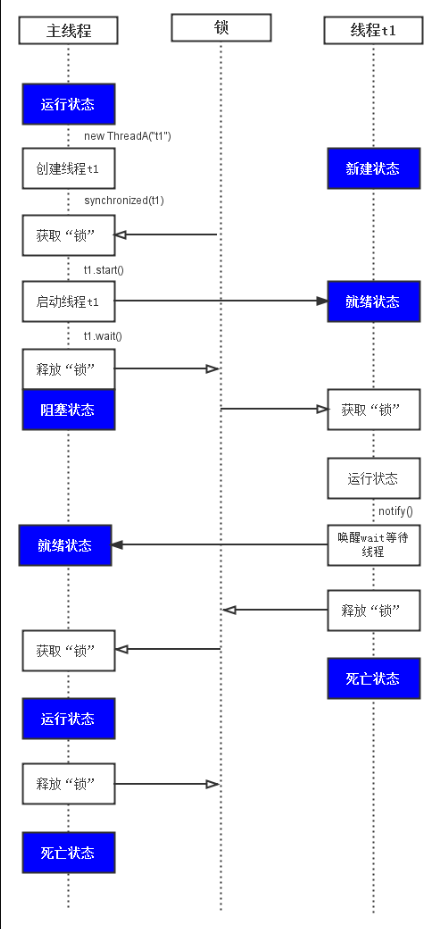 主线程
锁
线程t1
运行状态
new ThreadA("t1")
创建线程t1
新建状态
synchronized(t1)
获取“锁”
t1.start()
启动线程t1
就绪状态
t1.wait()
释放“锁”
阻塞状态
获取“锁”
运行状态
notify()
就绪状态
唤醒wait等待
线程
释放“锁”
获取“锁”
死亡状态
运行状态
释放“锁”
死亡状态